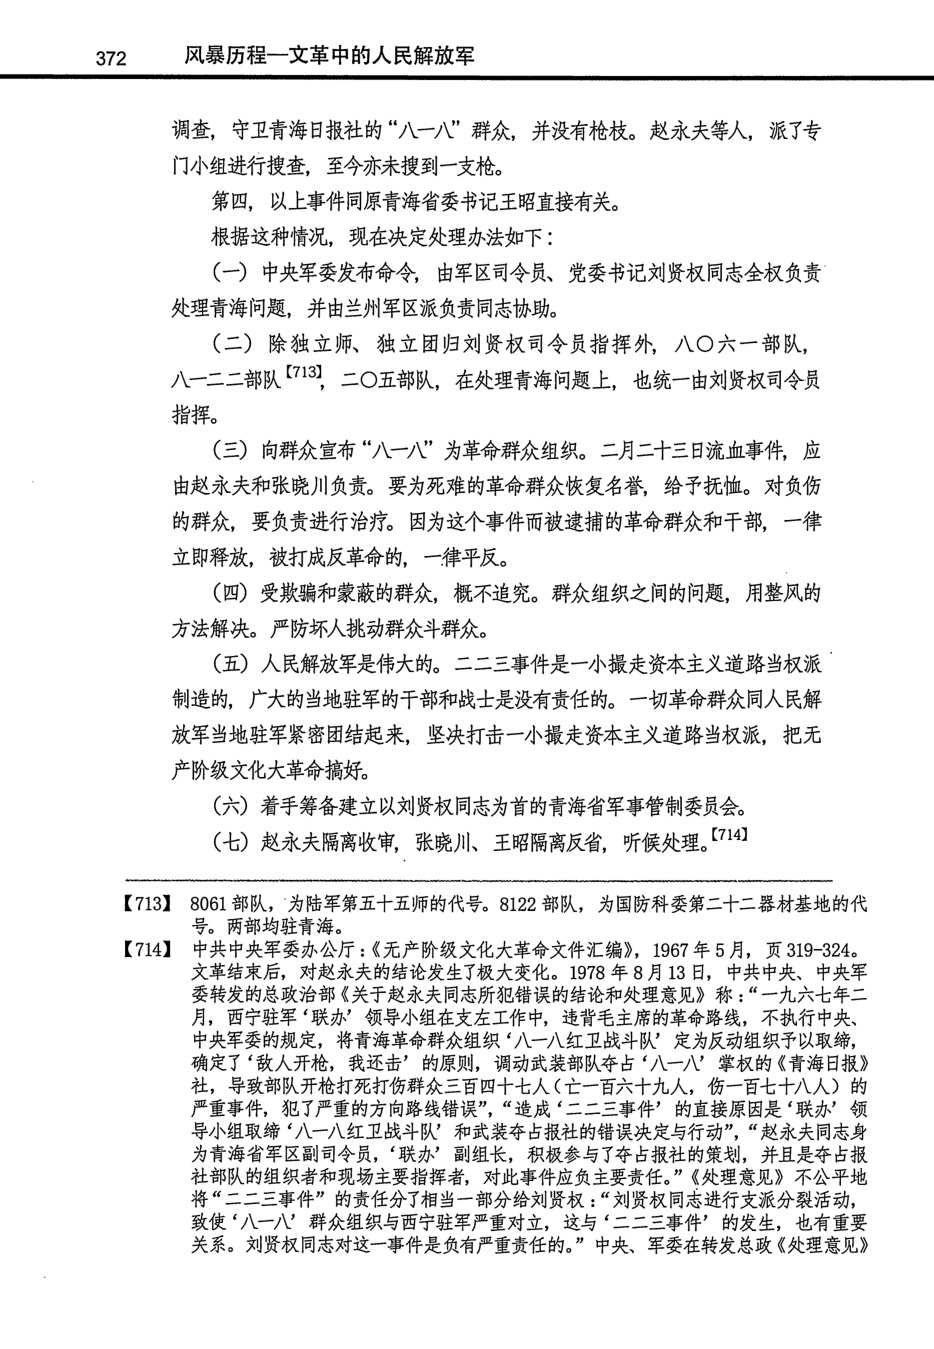 372 风暴历程—文革中的人民解放军
调查，守卫青海日报社的“八一八”群众，并没有枪枝。赵永夫等人，派了专
门小组进行搜查，至今亦未搜到一支枪。
第四，以上事件同原青海省委书记王昭直接有关。
根据这种情况，现在决定处理办法如下：
（一）中央军委发布命令，由军区司令员、党委书记刘贤权同志全权负责
处理青海问题，并由兰州军区派负责同志协助。
（二）除独立师、独立团归刘贤权司令员指挥外，八〇六一部队，
八一二二部队【713】，二〇五部队，在处理青海问题上，也统一由刘贤权司令员
指挥。
（三）向群众宣布“八一八”为革命群众组织。二月二十三日流血事件，应
由赵永夫和张晓川负责。要为死难的革命群众恢复名誉，给予抚恤。对负伤
的群众，要负责进行治疗。因为这个事件而被逮捕的革命群众和干部，一律
立即释放，被打成反革命的，一律平反。
（四）受欺骗和蒙蔽的群众，概不追究。群众组织之间的问题，用整风的
方法解决。严防坏人挑动群众斗群众。
（五）人民解放军是伟大的。二二三事件是一小撮走资本主义道路当权派
制造的，广大的当地驻军的干部和战士是没有责任的。一切革命群众同人民解
放军当地驻军紧密团结起来，坚决打击一小撮走资本主义道路当权派，把无
产阶级文化大革命搞好。
（六）着手筹备建立以刘贤权同志为首的青海省军事管制委员会。
（七）赵永夫隔离收审，张晓川、王昭隔离反省，听候处理。【714】
【713】 8061部队，为陆军第五十五师的代号。8122部队，为国防科委第二十二器材基地的代
号。两部均驻青海。
【714】 中共中央军委办公厅：《无产阶级文化大革命文件汇编》，1967年5月，页319-324。
文革结束后，对赵永夫的结论发生了极大变化。1978年8月13日，中共中央、中央军
委转发的总政治部《关于赵永夫同志所犯错误的结论和处理意见》称：“一九六七年二
月，西宁驻军‘联办’领导小组在支左工作中，违背毛主席的革命路线，不执行中央、
中央军委的规定，将青海革命群众组织‘八一八红卫战斗队’定为反动组织予以取缔，
确定了‘敌人开枪，我还击’的原则，调动武装部队夺占‘八一八’掌权的《青海日报》
社，导致部队开枪打死打伤群众三百四十七人（亡一百六十九人，伤一百七十八人）的
严重事件，犯了严重的方向路线错误”，“造成‘二二三事件’的直接原因是‘联办’领
导小组取缔‘八一八红卫战斗队’和武装夺占报社的错误决定与行动”，“赵永夫同志身
为青海省军区副司令员，‘联办’副组长，积极参与了夺占报社的策划，并且是夺占报
社部队的组织者和现场主要指挥者，对此事件应负主要责任。”《处理意见》不公平地
将“二二三事件”的责任分了相当一部分给刘贤权：“刘贤权同志进行支派分裂活动，
致使‘八一八’群众组织与西宁驻军严重对立，这与‘二二三事件’的发生，也有重要
关系。刘贤权同志对这一事件是负有严重责任的。”中央、军委在转发总政《处理意见》